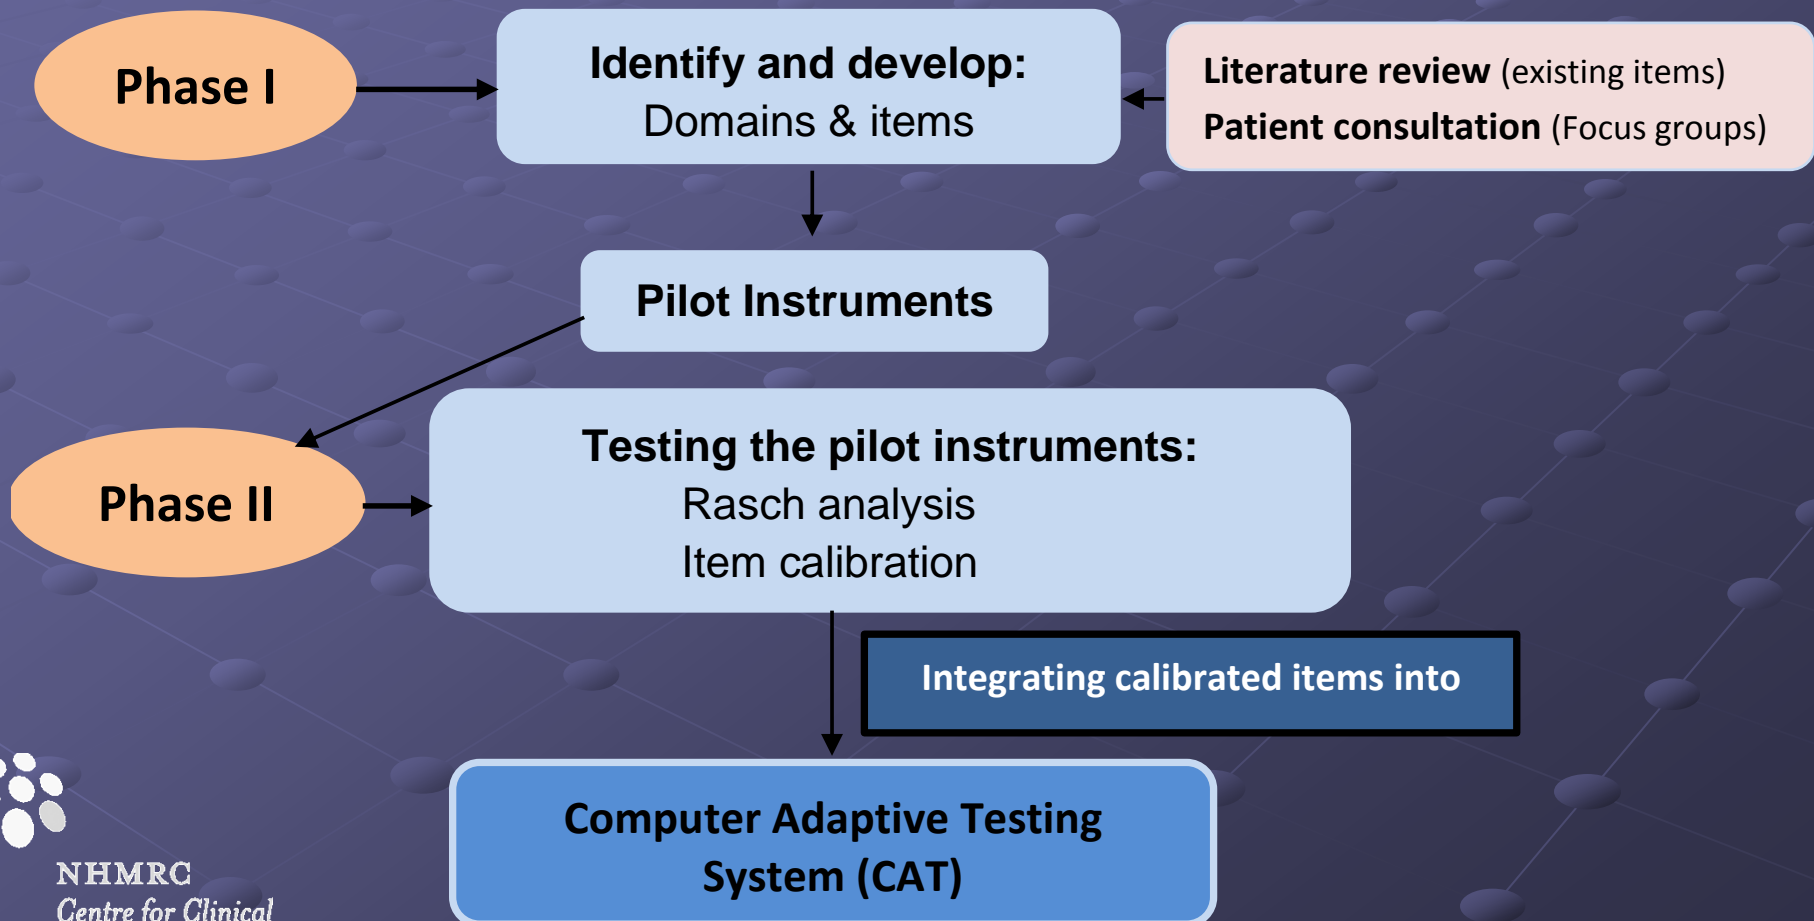 Phase I
Identify and develop:
Domains & items
Literature review (existing items)
Patient consultation (Focus groups)
Pilot Instruments
Phase II
Testing the pilot instruments:
Rasch analysis
Item calibration
Integrating calibrated items into
Computer Adaptive Testing
System (CAT)
NHMRC
Centre for Clinical